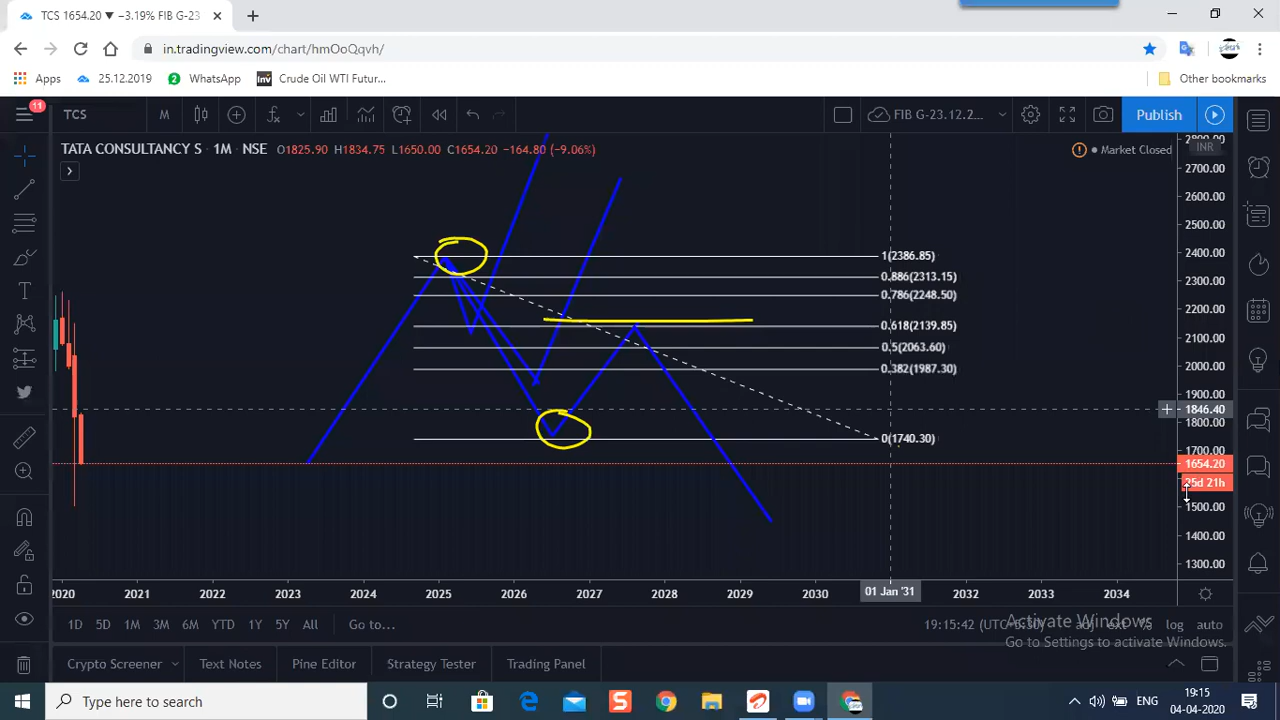 TCS 1654.20 ▼ −3.19% FIB G-23
in.tradingview.com/chart/hmOoQqvh/
Apps 25.12.2019 2 WhatsApp Inv Crude Oil WTI Futur... Other bookmarks
11 TCS M FIB G-23.12.2... Publish
TATA CONSULTANCY S · 1M · NSE O1825.90 H1834.75 L1650.00 C1654.20 −164.80 (−9.06%) Market Closed INR
2800.00
2700.00
2600.00
2500.00
1(2386.85) 2400.00
0.886(2313.15) 2300.00
0.786(2248.50) 2200.00
0.618(2139.85) 2100.00
0.5(2063.60) 2000.00
0.382(1987.30) 1900.00
1846.40
1800.00
0(1740.30) 1700.00
1654.20
25d 21h
1500.00
1400.00
1300.00
2020 2021 2022 2023 2024 2025 2026 2027 2028 2029 2030 01 Jan '31 2032 2033 2034
1D 5D 1M 3M 6M YTD 1Y 5Y All Go to... 19:15:42 (UTC+5:30) adj ext % log auto
Activate Windows
Go to Settings to activate Windows.
Crypto Screener Text Notes Pine Editor Strategy Tester Trading Panel
Type here to search ENG 19:15
04-04-2020